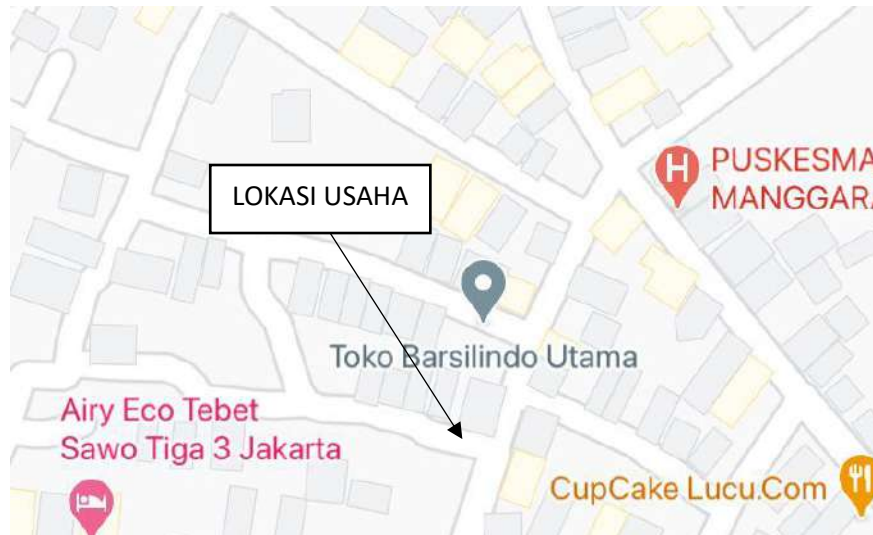 PUSKESMA
MANGGARA
LOKASI USAHA
Toko Barsilindo Utama
Airy Eco Tebet
Sawo Tiga 3 Jakarta
CupCake Lucu.Com
H